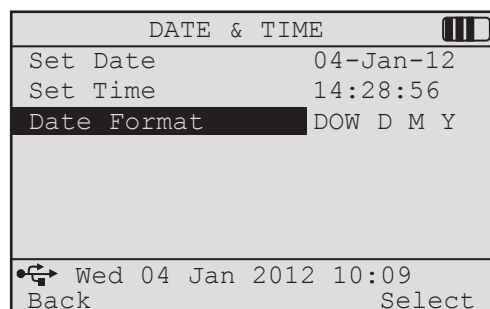 DATE & TIME
Set Date 04-Jan-12
Set Time 14:28:56
Date Format DOW D M Y
Wed 04 Jan 2012 10:09
Back Select